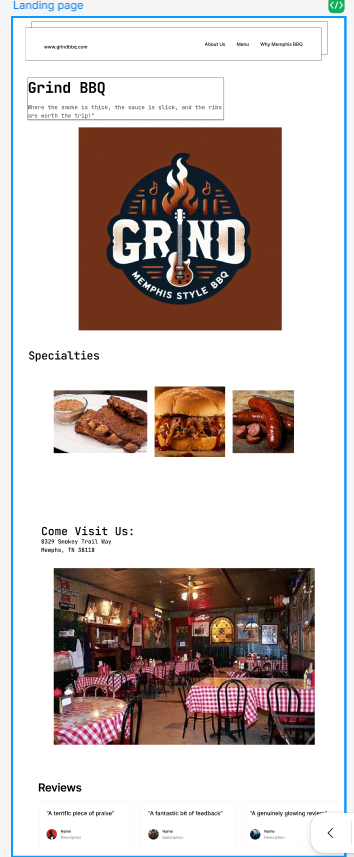 Landing page
www.grindbbq.com
About Us Menu Why Memphis BBQ
Grind BBQ
Where the smoke is thick, the sauce is slick, and the ribs
are worth the trip!"
GRIND
MEMPHIS STYLE BBQ
Specialties
Come Visit Us:
8329 Smokey Trail Way
Memphs, TN 38118
Reviews
"A terrific piece of praise" "A fantastic bit of feedback" "A genuinely glowing review"
Name Name Name
Description Description Description